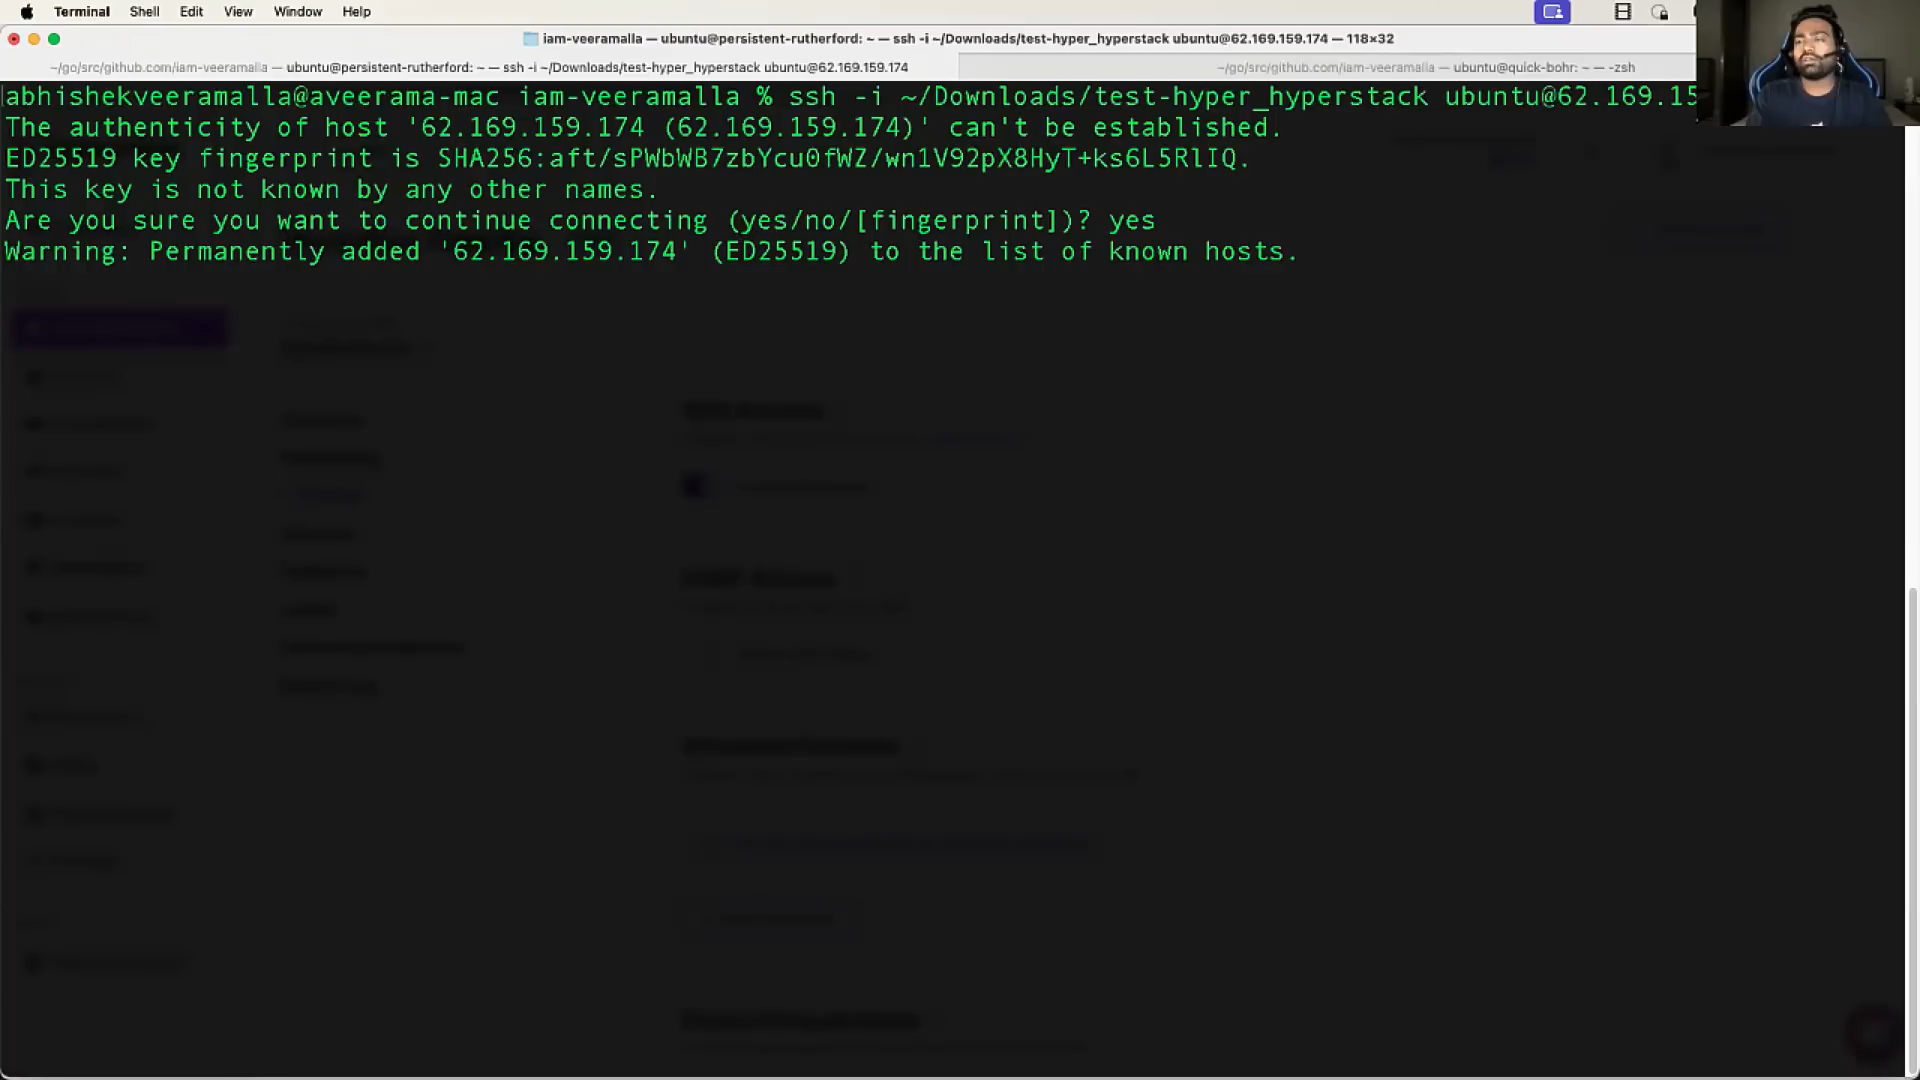 Terminal Shell Edit View Window Help
iam-veeramalla — ubuntu@persistent-rutherford: ~ — ssh -i ~/Downloads/test-hyper_hyperstack ubuntu@62.169.159.174 — 118×32
~/go/src/github.com/iam-veeramalla — ubuntu@persistent-rutherford: ~ — ssh -i ~/Downloads/test-hyper_hyperstack ubuntu@62.169.159.174
~/go/src/github.com/iam-veeramalla — ubuntu@quick-bohr: ~ — -zsh
abhishekveeramalla@aveerama-mac iam-veeramalla % ssh -i ~/Downloads/test-hyper_hyperstack ubuntu@62.169.15
The authenticity of host '62.169.159.174 (62.169.159.174)' can't be established.
ED25519 key fingerprint is SHA256:aft/sPWbWB7zbYcu0fWZ/wn1V92pX8HyT+ks6L5RlIQ.
This key is not known by any other names.
Are you sure you want to continue connecting (yes/no/[fingerprint])? yes
Warning: Permanently added '62.169.159.174' (ED25519) to the list of known hosts.